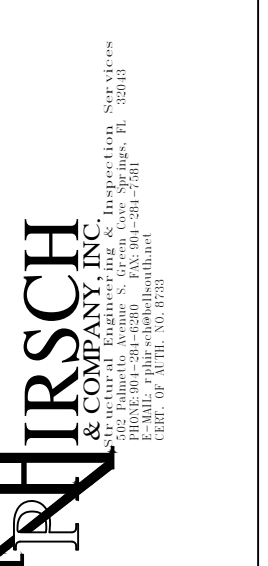 RPHIRSCH
& COMPANY, INC.
Structural Engineering & Inspection Services
502 Palmetto Avenue S. Green Cove Springs, FL 32043
PHONE:904-284-6280 FAX: 904-284-7581
E-MAIL: rphirsch@bellsouth.net
CERT. OF AUTH. NO. 8733